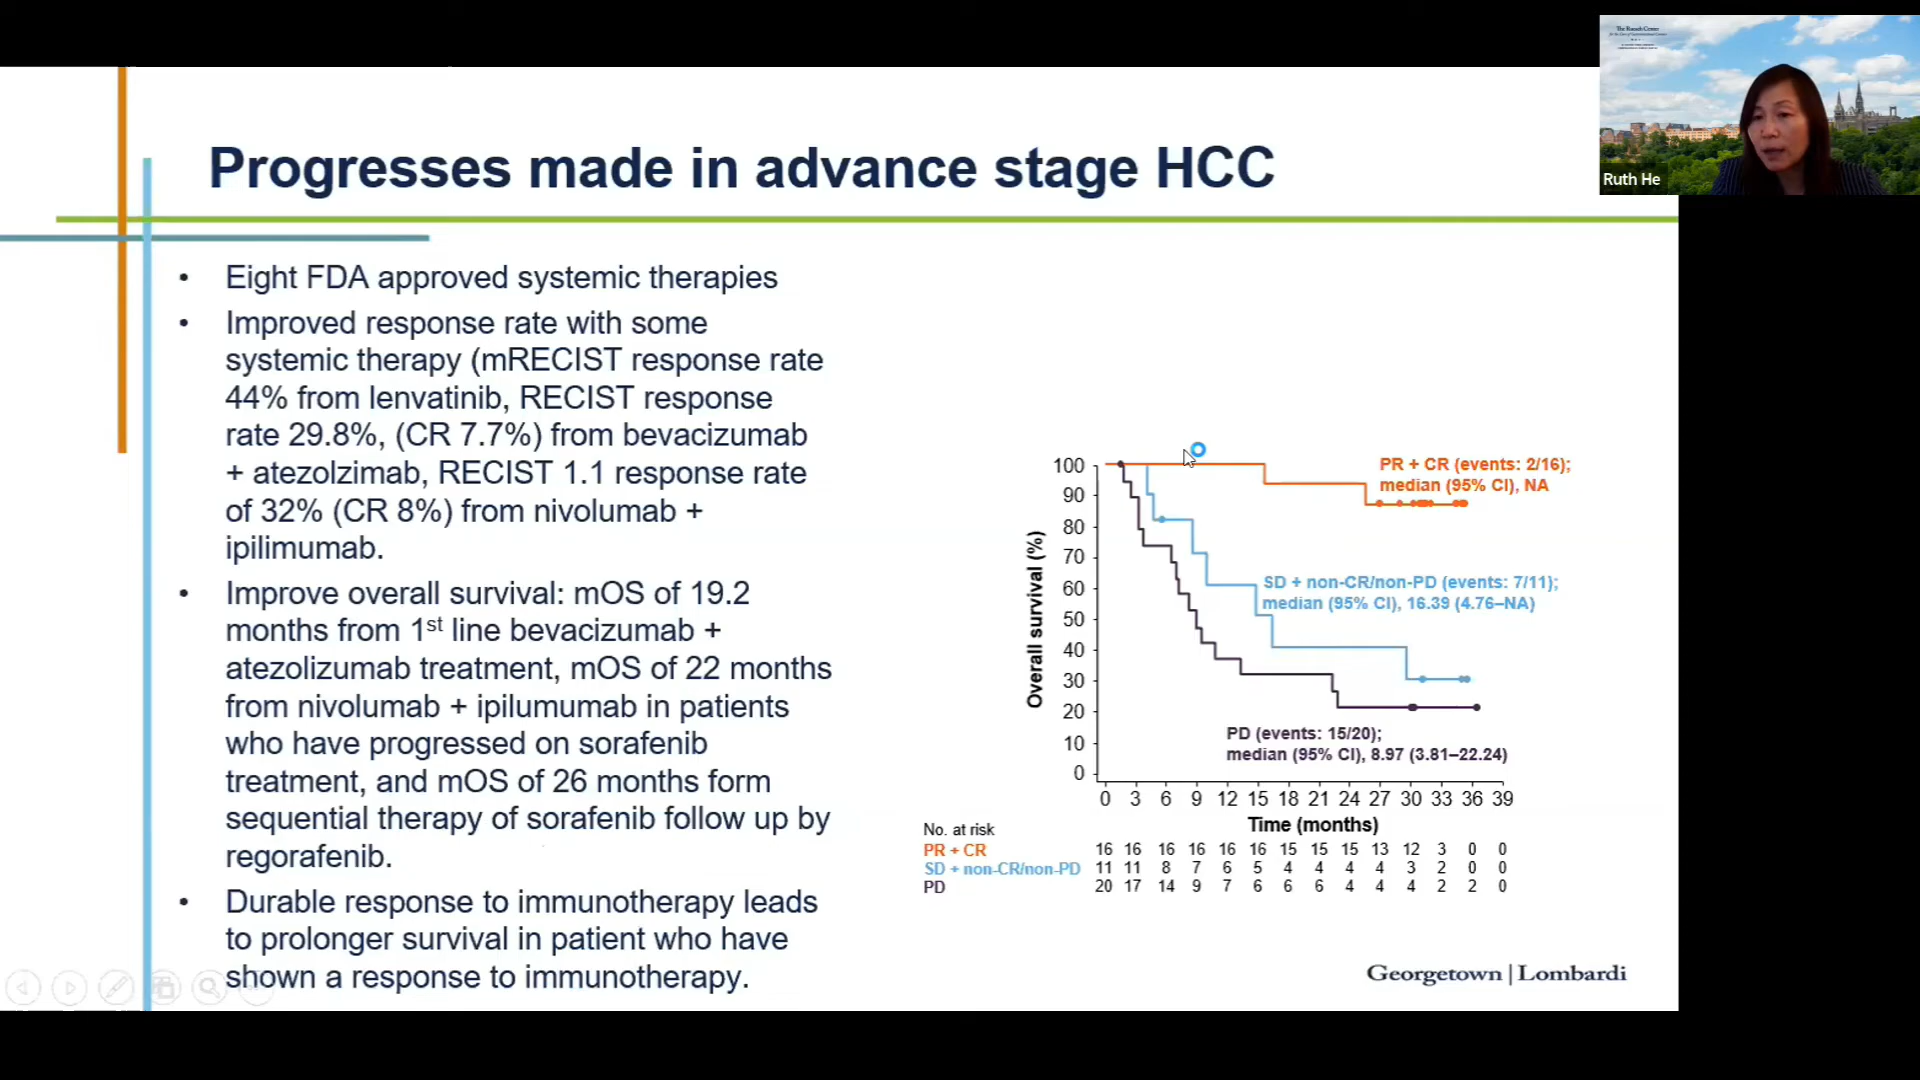 The Ruesch Center
Ruth He
Progresses made in advance stage HCC
• Eight FDA approved systemic therapies
• Improved response rate with some
systemic therapy (mRECIST response rate
44% from lenvatinib, RECIST response
rate 29.8%, (CR 7.7%) from bevacizumab
+ atezolzimab, RECIST 1.1 response rate
of 32% (CR 8%) from nivolumab +
ipilimumab.
• Improve overall survival: mOS of 19.2
months from 1st line bevacizumab +
atezolizumab treatment, mOS of 22 months
from nivolumab + ipilumumab in patients
who have progressed on sorafenib
treatment, and mOS of 26 months form
sequential therapy of sorafenib follow up by
regorafenib.
• Durable response to immunotherapy leads
to prolonger survival in patient who have
shown a response to immunotherapy.
Overall survival (%)
100
90
80
70
60
50
40
30
20
10
0
PR + CR (events: 2/16);
median (95% CI), NA
SD + non-CR/non-PD (events: 7/11);
median (95% CI), 16.39 (4.76–NA)
PD (events: 15/20);
median (95% CI), 8.97 (3.81–22.24)
0 3 6 9 12 15 18 21 24 27 30 33 36 39
Time (months)
No. at risk
PR + CR 16 16 16 16 16 16 15 15 15 13 12 3 0 0
SD + non-CR/non-PD 11 11 8 7 6 5 4 4 4 4 3 2 0 0
PD 20 17 14 9 7 6 6 6 4 4 4 2 2 0
Georgetown | Lombardi